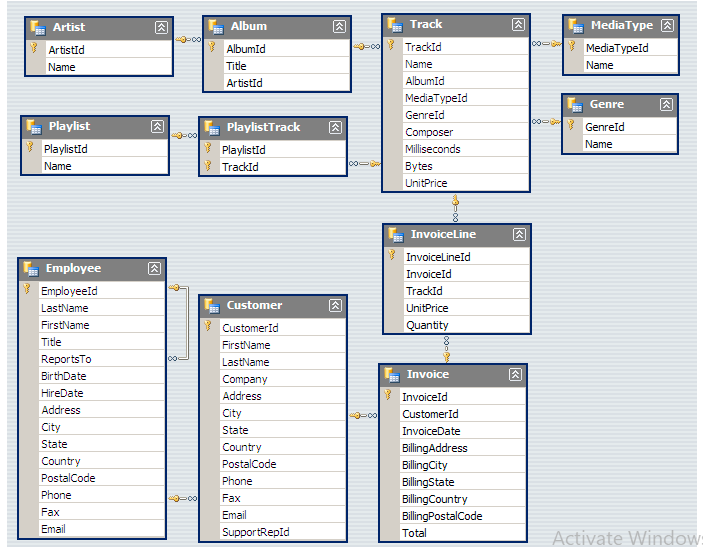 Artist
ArtistId
Name
Album
AlbumId
Title
ArtistId
Track
TrackId
Name
AlbumId
MediaTypeId
GenreId
Composer
Milliseconds
Bytes
UnitPrice
MediaType
MediaTypeId
Name
Genre
GenreId
Name
Playlist
PlaylistId
Name
PlaylistTrack
PlaylistId
TrackId
InvoiceLine
InvoiceLineId
InvoiceId
TrackId
UnitPrice
Quantity
Employee
EmployeeId
LastName
FirstName
Title
ReportsTo
BirthDate
HireDate
Address
City
State
Country
PostalCode
Phone
Fax
Email
Customer
CustomerId
FirstName
LastName
Company
Address
City
State
Country
PostalCode
Phone
Fax
Email
SupportRepId
Invoice
InvoiceId
CustomerId
InvoiceDate
BillingAddress
BillingCity
BillingState
BillingCountry
BillingPostalCode
Total
Activate Windows